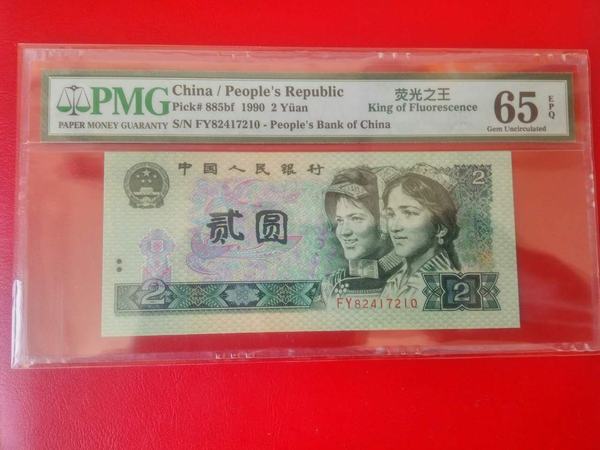 PMG
PAPER MONEY GUARANTY
China / People's Republic
Pick# 885bf 1990 2 Yüan
S/N FY82417210 - People's Bank of China
荧光之王
King of Fluorescence
65 EPQ
Gem Uncirculated
中国人民银行
2
贰圆
FY82417210
2
2